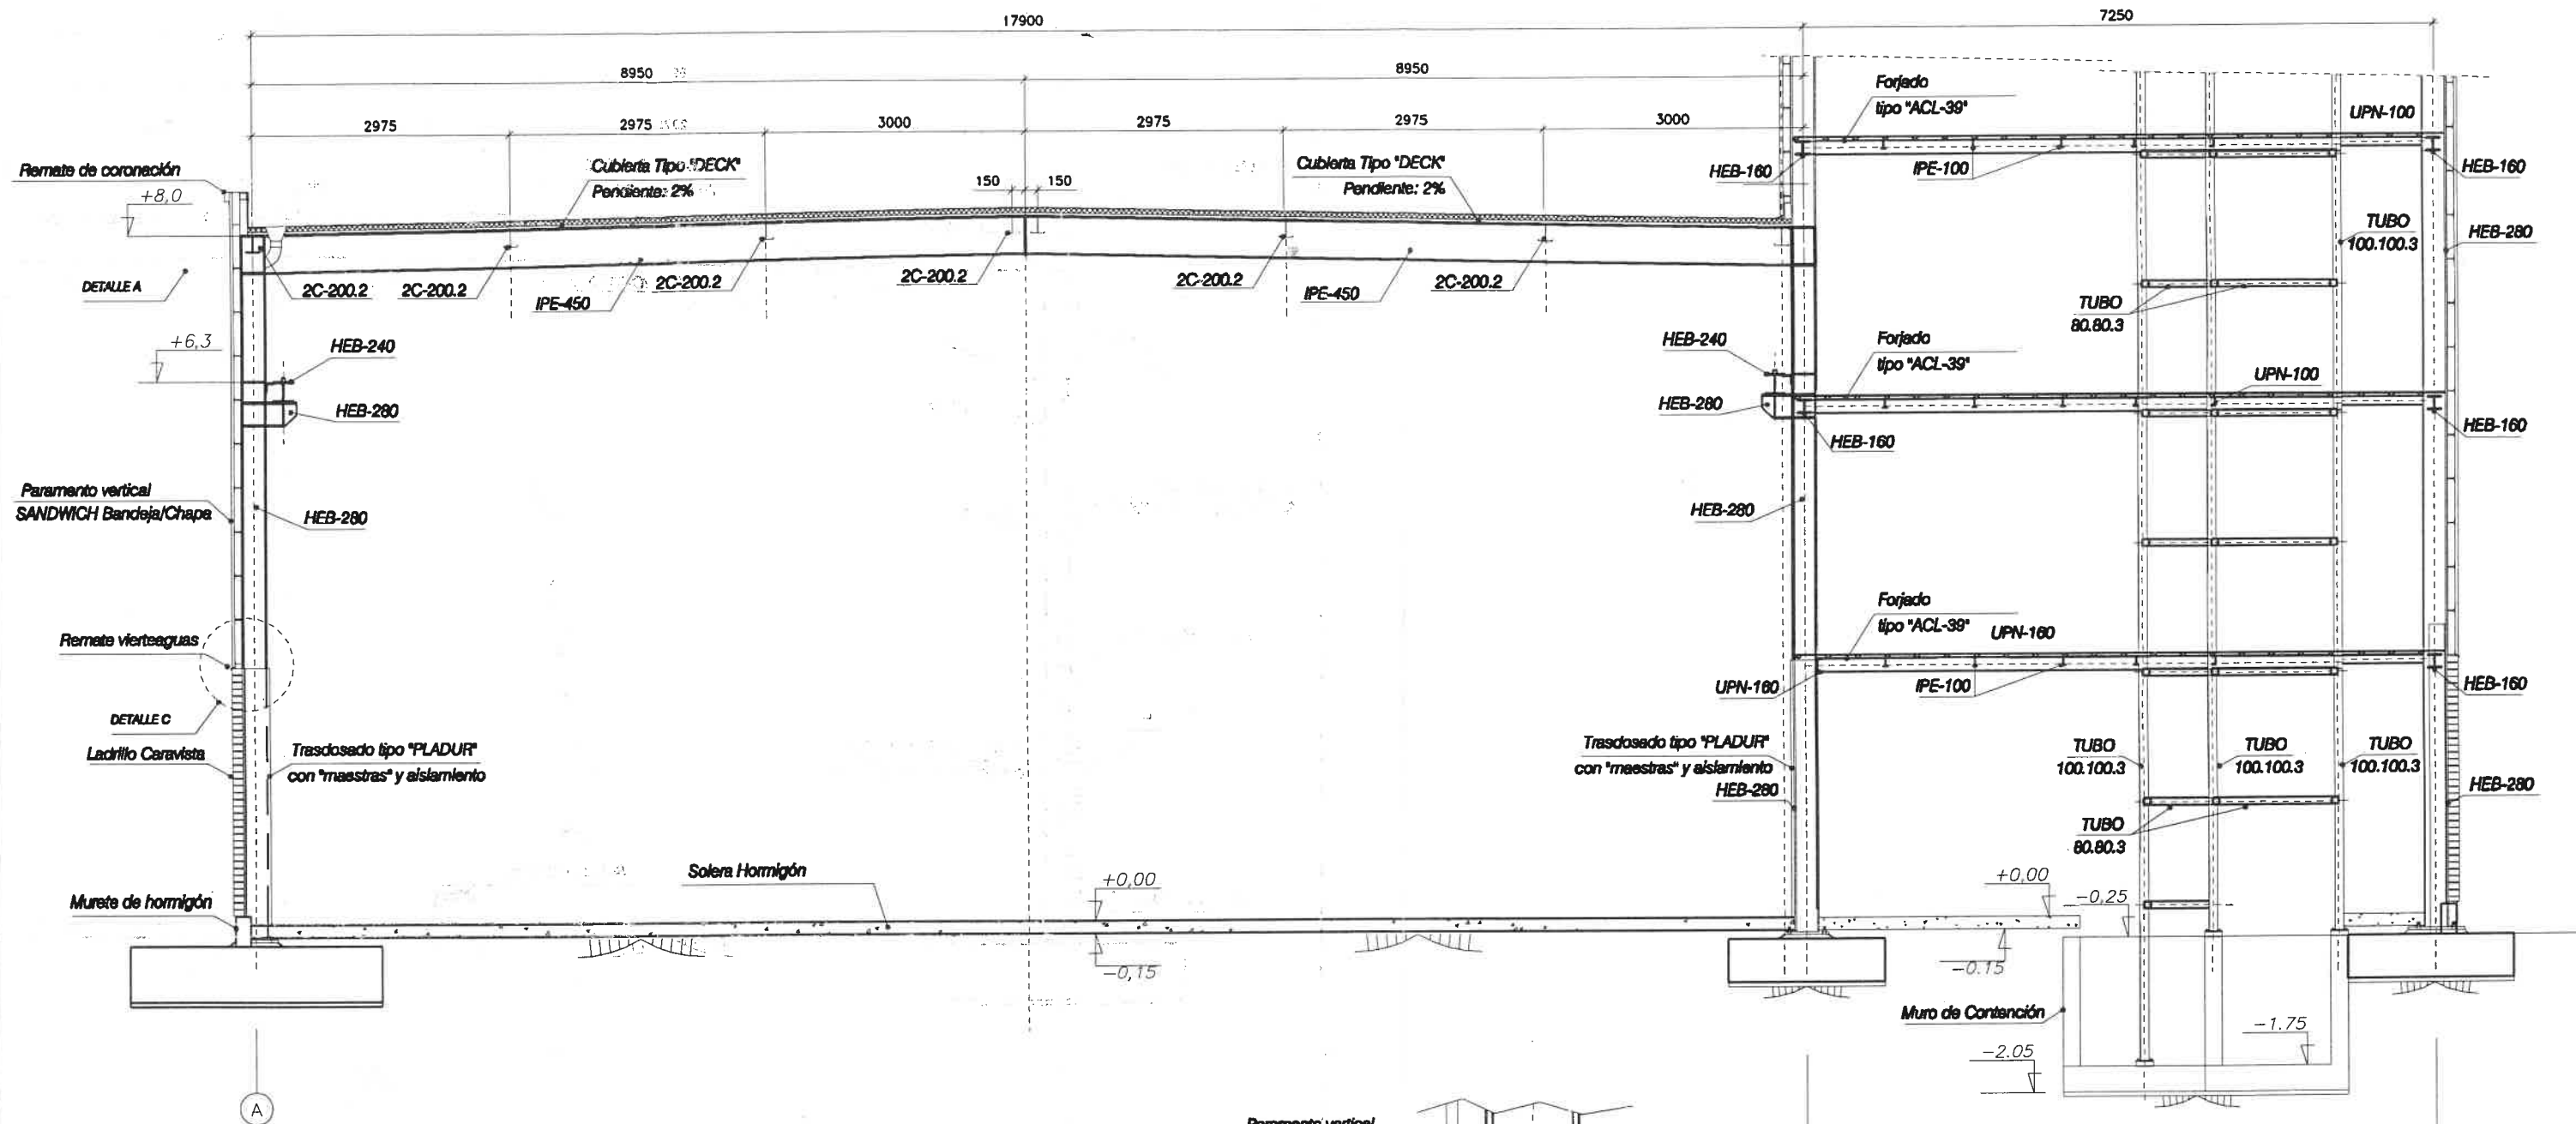 17900
7250
8950
8950
2975
2975
3000
2975
2975
3000
Remate de coronación
+8,0
Cubierta Tipo "DECK"
Pendiente: 2%
150
150
Cubierta Tipo "DECK"
Pendiente: 2%
Forjado
tipo "ACL-39"
UPN-100
HEB-160
IPE-100
HEB-160
TUBO
100.100.3
HEB-280
DETALLE A
2C-200.2
2C-200.2
IPE-450
2C-200.2
2C-200.2
2C-200.2
IPE-450
2C-200.2
TUBO
80.80.3
+6,3
HEB-240
HEB-280
HEB-240
HEB-280
Forjado
tipo "ACL-39"
UPN-100
HEB-160
HEB-160
Paramento vertical
SANDWICH Bandeja/Chapa
HEB-280
HEB-280
Remate vierteaguas
Forjado
tipo "ACL-39"
UPN-160
UPN-160
IPE-100
HEB-160
DETALLE C
Ladrillo Caravista
Trasdosado tipo "PLADUR"
con "maestras" y aislamiento
Trasdosado tipo "PLADUR"
con "maestras" y aislamiento
HEB-280
TUBO
100.100.3
TUBO
100.100.3
TUBO
100.100.3
HEB-280
TUBO
80.80.3
Solera Hormigón
Murete de hormigón
+0,00
-0,15
+0,00
-0,25
-0.15
Muro de Contención
-1.75
-2.05
A
Paramento vertical